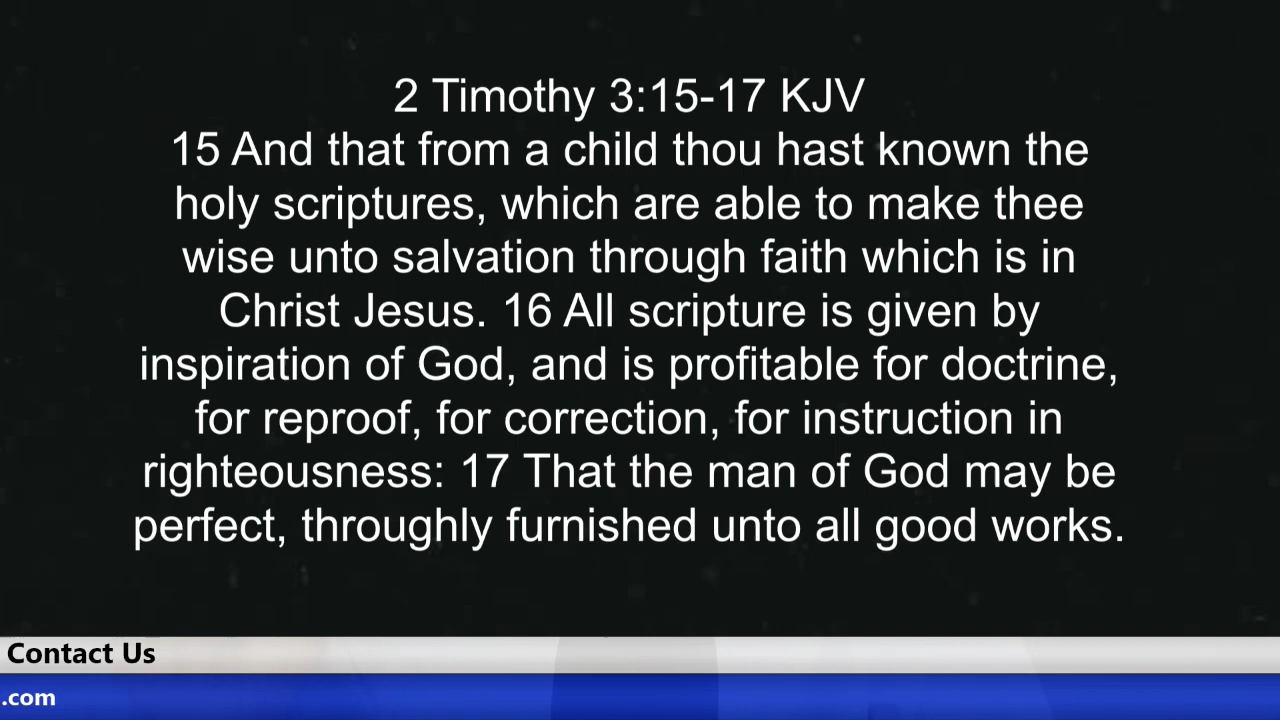 2 Timothy 3:15-17 KJV
15 And that from a child thou hast known the
holy scriptures, which are able to make thee
wise unto salvation through faith which is in
Christ Jesus. 16 All scripture is given by
inspiration of God, and is profitable for doctrine,
for reproof, for correction, for instruction in
righteousness: 17 That the man of God may be
perfect, throughly furnished unto all good works.
Contact Us
.com